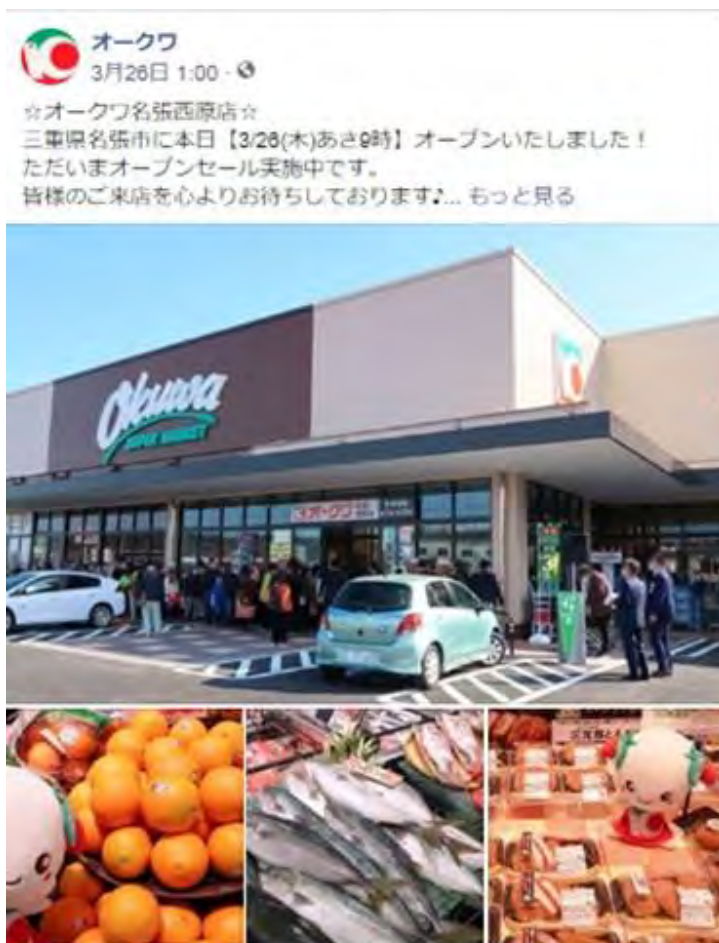 オークワ
3月26日 1:00
☆オークワ名張西原店☆
三重県名張市に本日【3/26(木)あさ9時】オープンいたしました！
ただいまオープンセール実施中です。
皆様のご来店を心よりお待ちしております♪... もっと見る
Okuwa
SUPER MARKET
オークワ